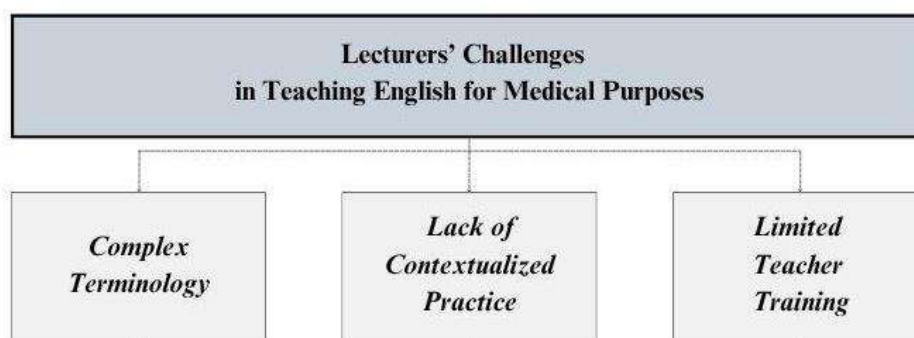 Lecturers’ Challenges
in Teaching English for Medical Purposes
Complex
Terminology
Lack of
Contextualized
Practice
Limited
Teacher
Training